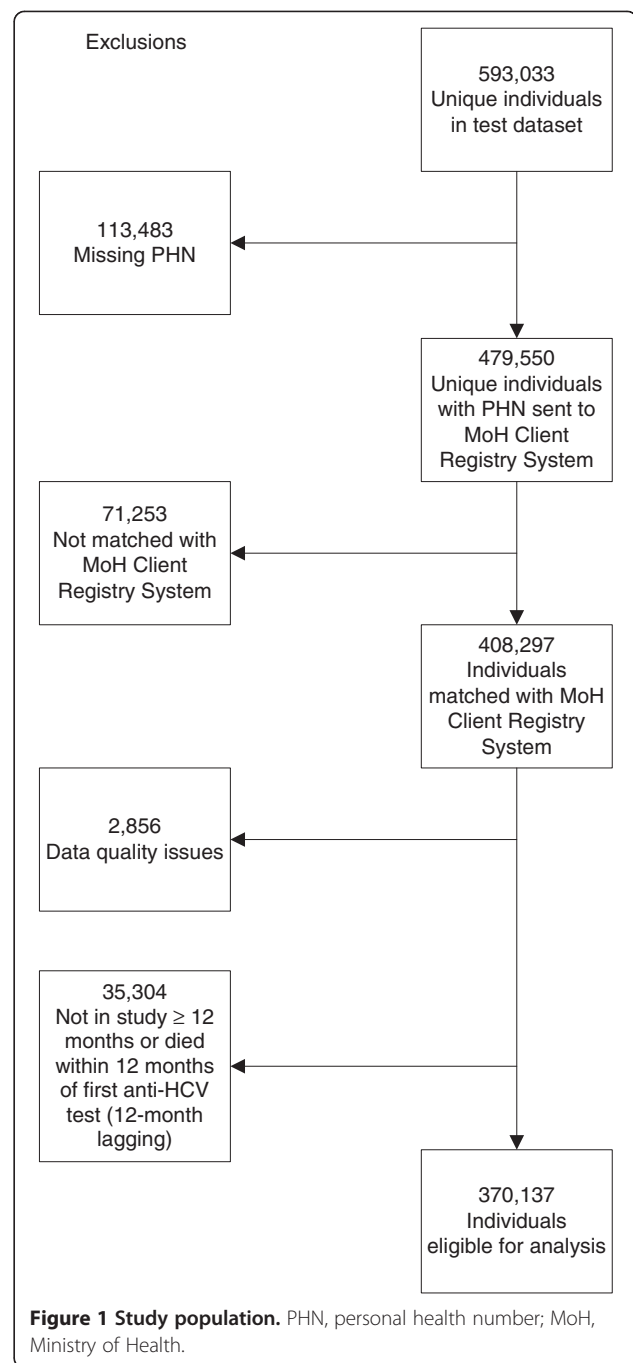 Exclusions
593,033
Unique individuals
in test dataset
113,483
Missing PHN
479,550
Unique individuals
with PHN sent to
MoH Client
Registry System
71,253
Not matched with
MoH Client
Registry System
408,297
Individuals
matched with MoH
Client Registry
System
2,856
Data quality issues
35,304
Not in study ≥ 12
months or died
within 12 months
of first anti-HCV
test (12-month
lagging)
370,137
Individuals
eligible for analysis
Figure 1 Study population. PHN, personal health number; MoH,
Ministry of Health.